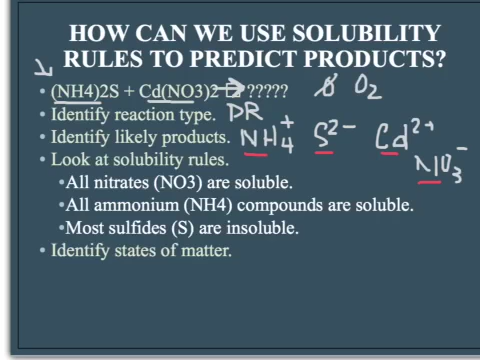 HOW CAN WE USE SOLUBILITY
RULES TO PREDICT PRODUCTS?
• (NH4)2S + Cd(NO3)2 → ????? O₂
• Identify reaction type. DR
• Identify likely products. NH₄⁺ S²⁻ Cd²⁺
NO₃⁻
• Look at solubility rules.
• All nitrates (NO3) are soluble.
• All ammonium (NH4) compounds are soluble.
• Most sulfides (S) are insoluble.
• Identify states of matter.